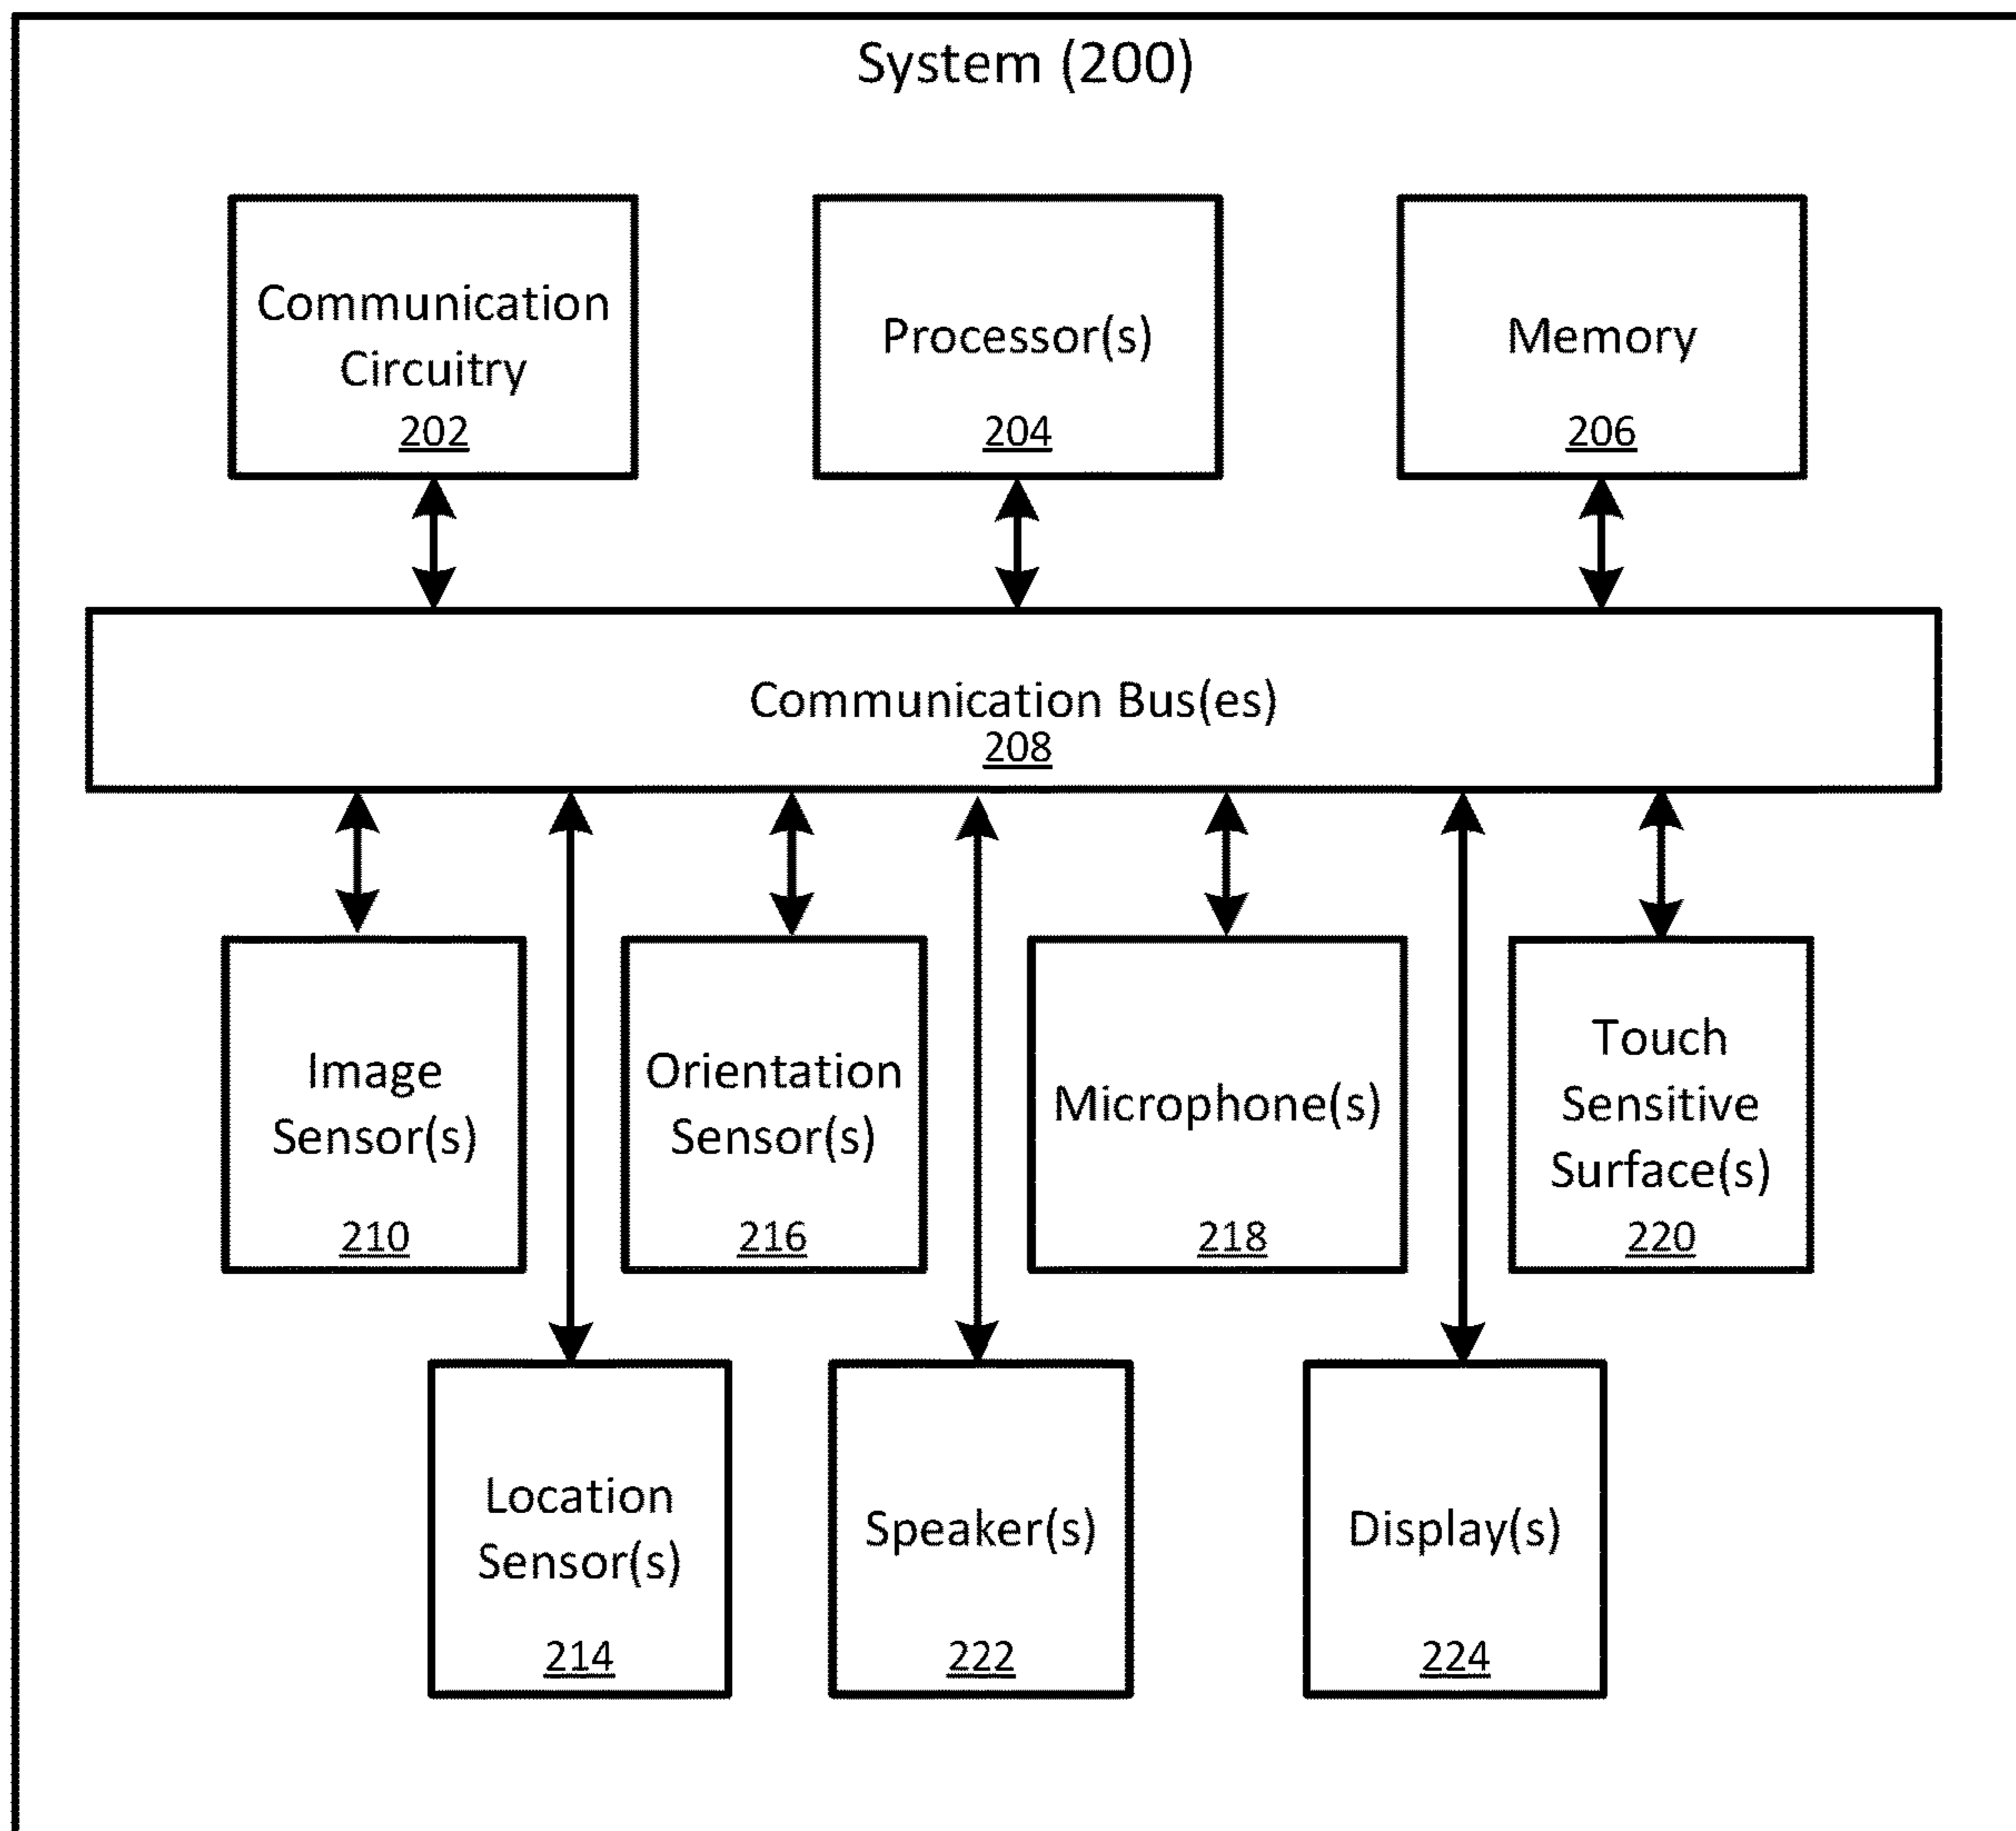 System (200)
Communication
Circuitry
202
Processor(s)
204
Memory
206
Communication Bus(es)
208
Image
Sensor(s)
210
Orientation
Sensor(s)
216
Microphone(s)
218
Touch
Sensitive
Surface(s)
220
Location
Sensor(s)
214
Speaker(s)
222
Display(s)
224